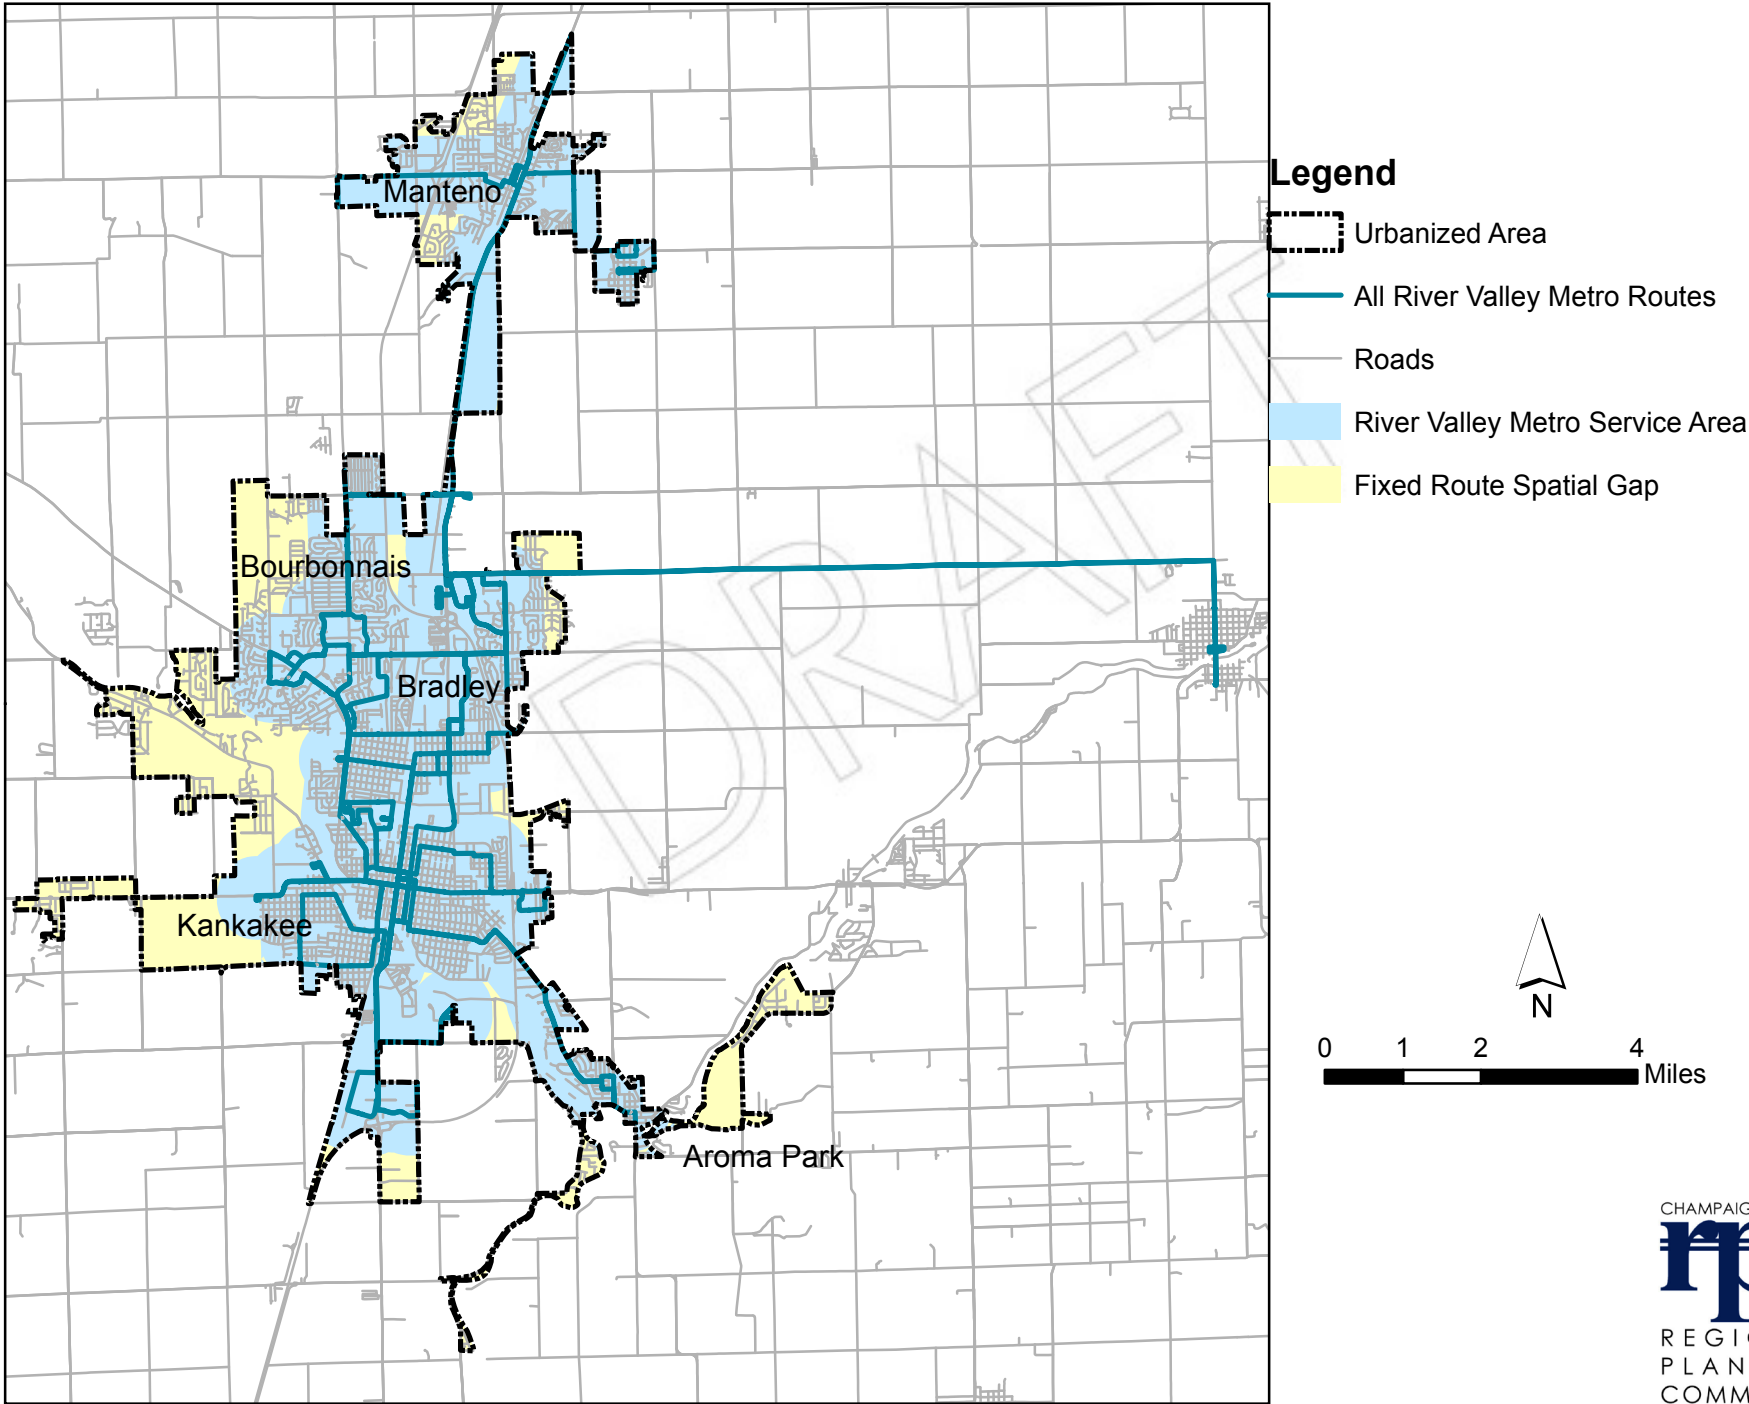 Manteno
Bourbonnais
Bradley
Kankakee
Aroma Park
DRAFT
Legend
Urbanized Area
All River Valley Metro Routes
Roads
River Valley Metro Service Area
Fixed Route Spatial Gap
N
0 1 2 4
Miles
CHAMPAIG
rp
REGI
PLAN
COMM